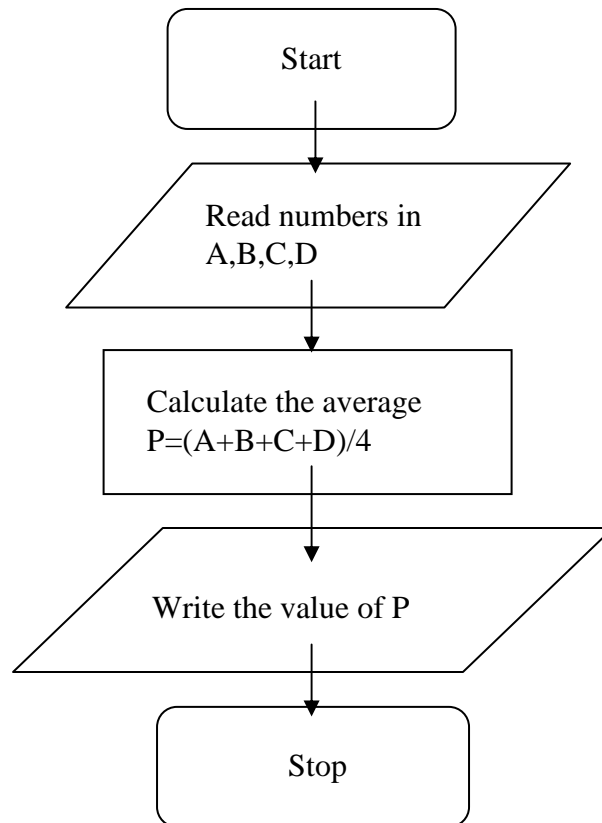 Start
Read numbers in
A,B,C,D
Calculate the average
P=(A+B+C+D)/4
Write the value of P
Stop